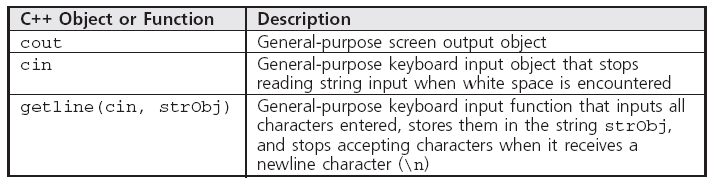 C++ Object or Function Description
cout General-purpose screen output object
cin General-purpose keyboard input object that stops
reading string input when white space is encountered
getline(cin, strObj) General-purpose keyboard input function that inputs all
characters entered, stores them in the string strObj,
and stops accepting characters when it receives a
newline character (\n)